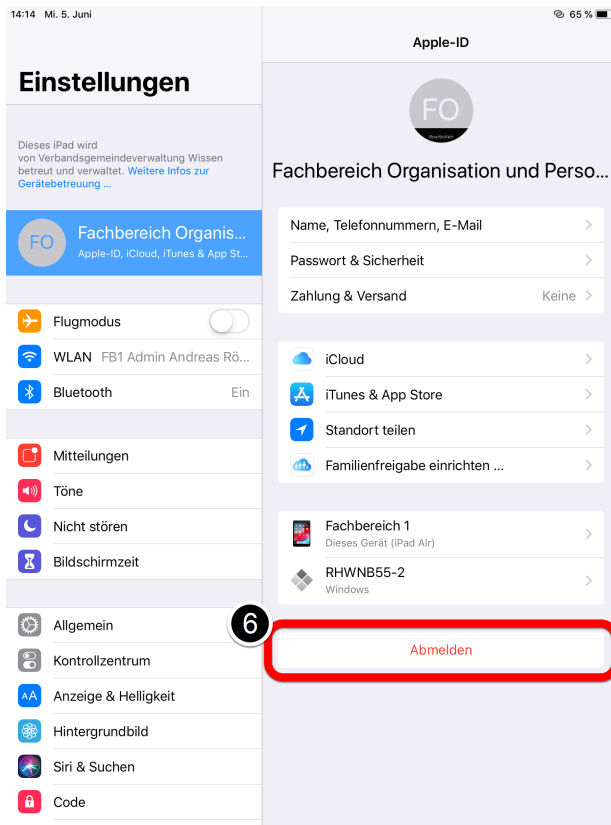 14:14 Mi. 5. Juni
65 %
Einstellungen
Dieses iPad wird
von Verbandsgemeindeverwaltung Wissen
betreut und verwaltet. Weitere Infos zur
Gerätebetreuung ...
FO
Fachbereich Organis...
Apple-ID, iCloud, iTunes & App St...
Flugmodus
WLAN FB1 Admin Andreas Rö...
Bluetooth Ein
Mitteilungen
Töne
Nicht stören
Bildschirmzeit
Allgemein
Kontrollzentrum
AA
Anzeige & Helligkeit
Hintergrundbild
Siri & Suchen
Code
Apple-ID
FO
Bearbeiten
Fachbereich Organisation und Perso...
Name, Telefonnummern, E-Mail
Passwort & Sicherheit
Zahlung & Versand Keine
iCloud
iTunes & App Store
Standort teilen
Familienfreigabe einrichten ...
Fachbereich 1
Dieses Gerät (iPad Air)
RHWNB55-2
Windows
6
Abmelden